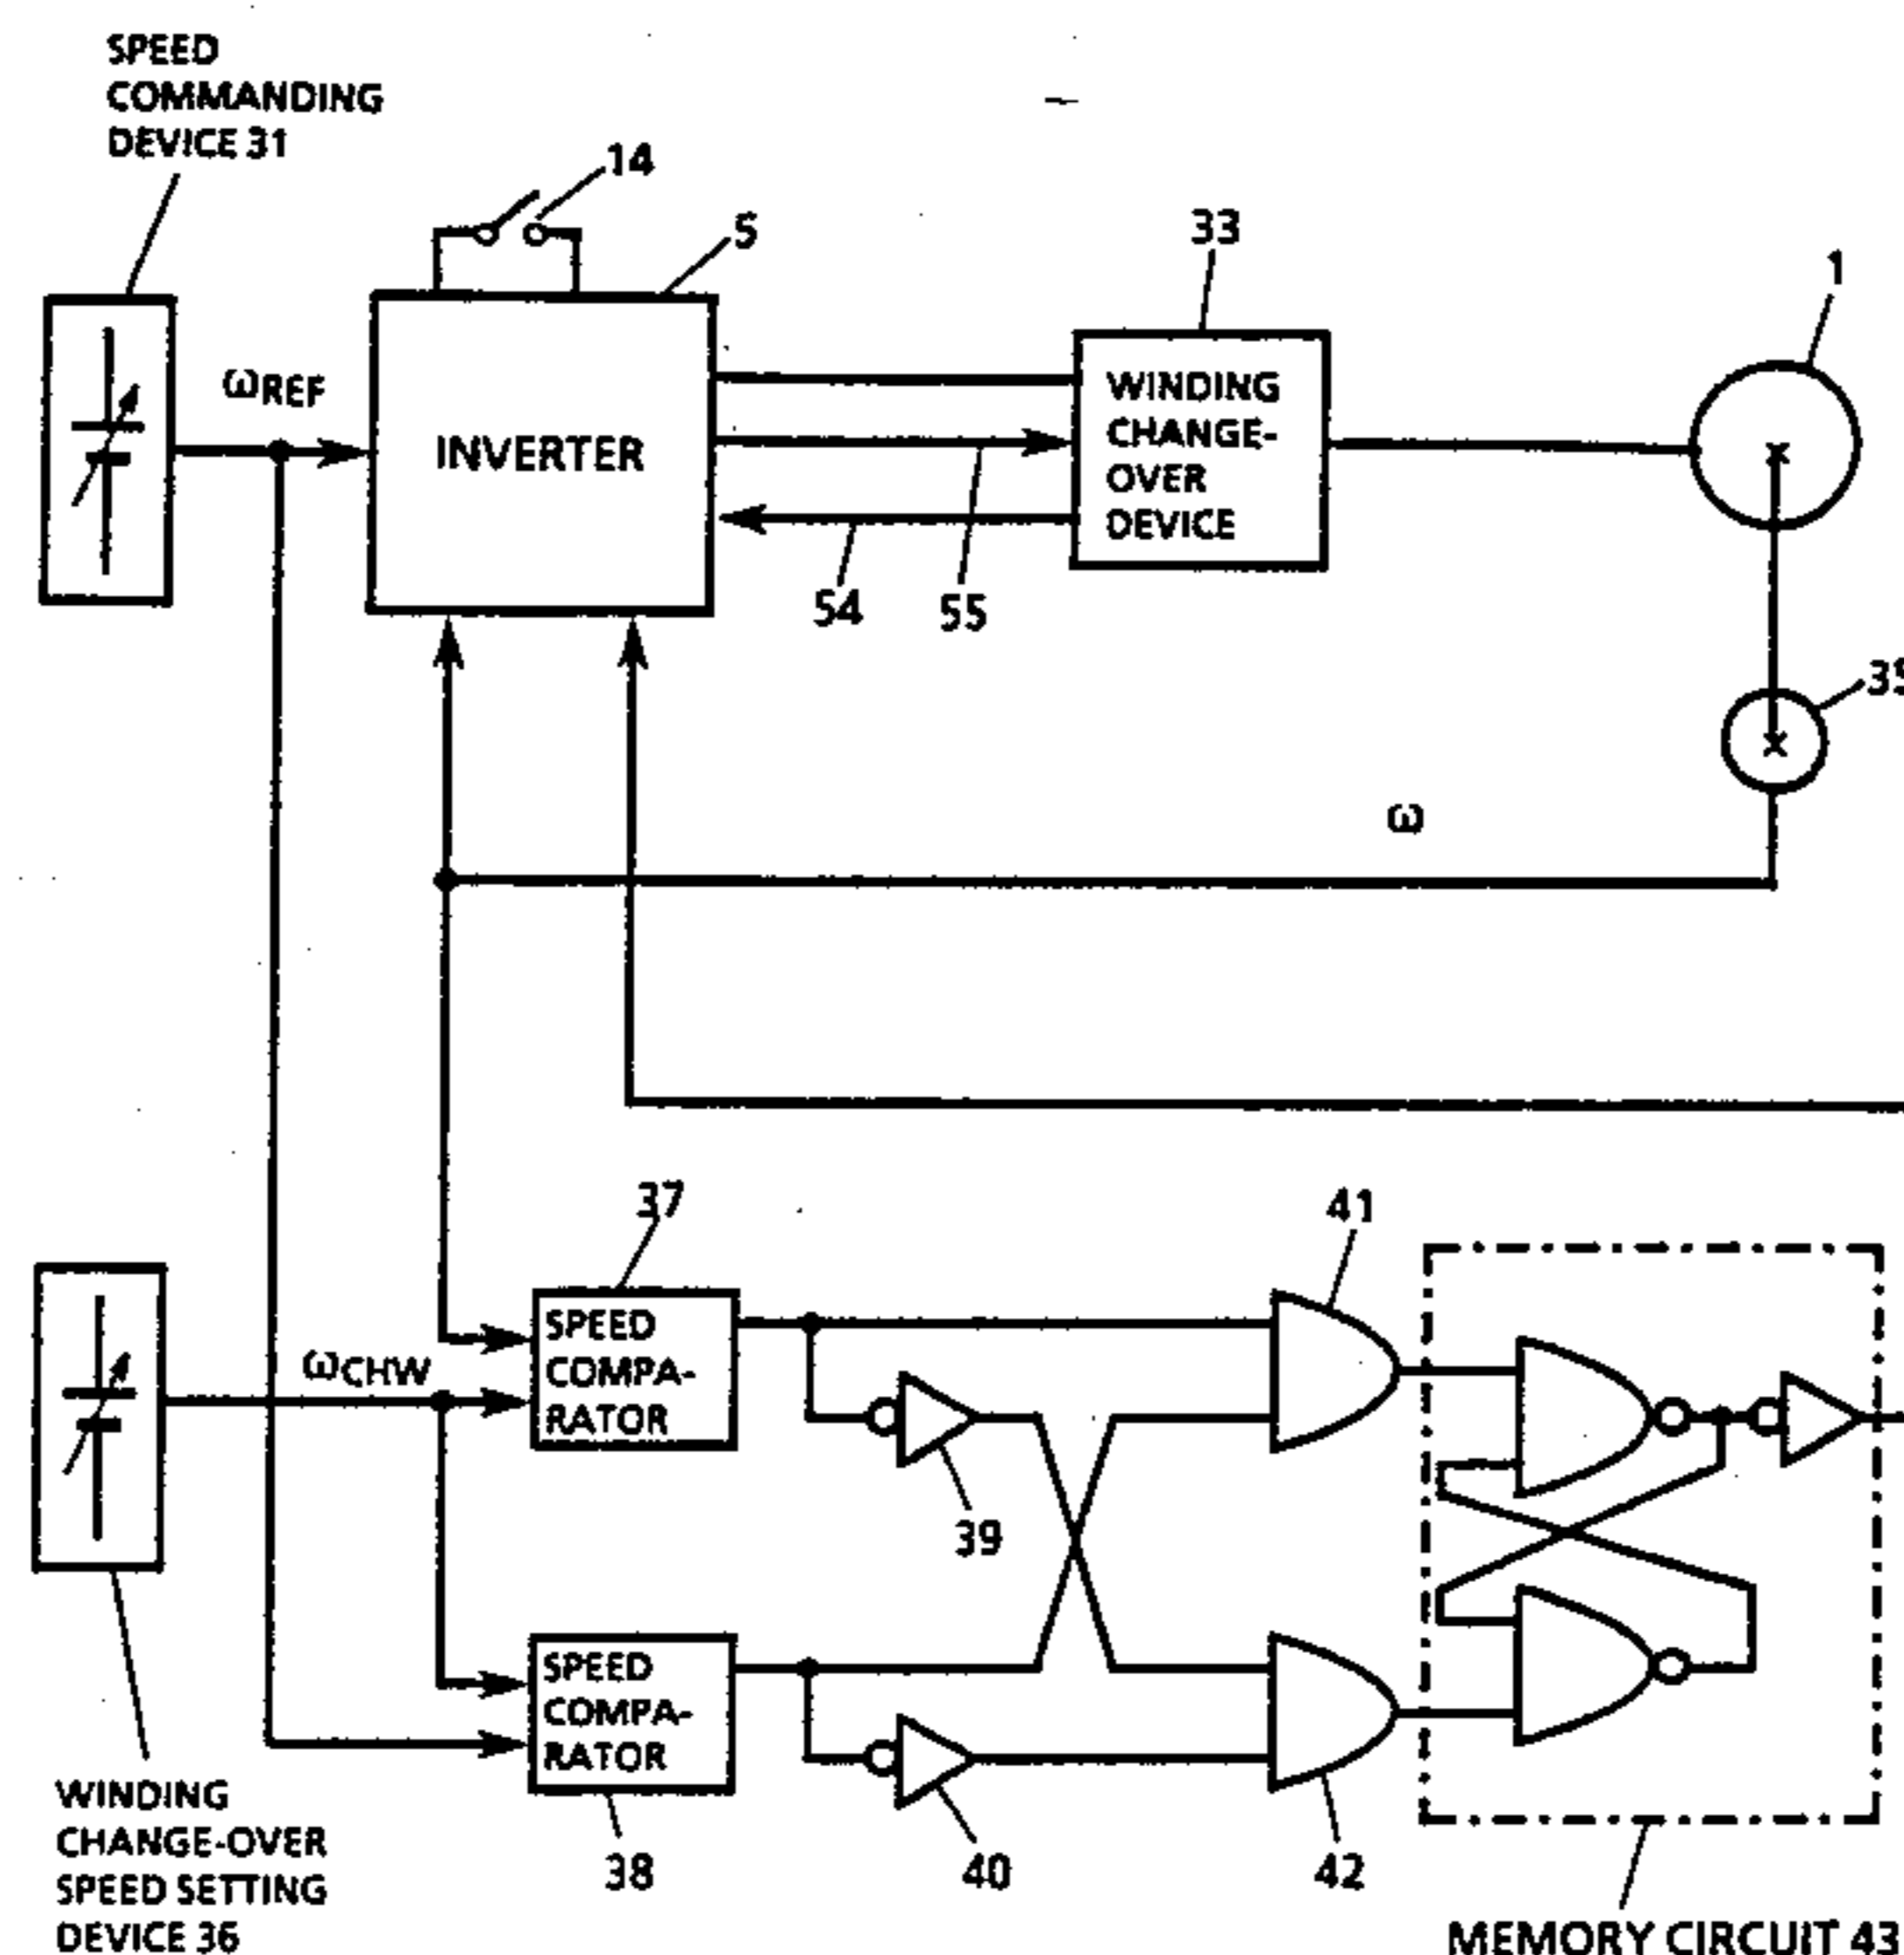 SPEED
COMMANDING
DEVICE 31
14
5
33
1
ωREF
INVERTER
WINDING
CHANGE-
OVER
DEVICE
54
55
35
ω
37
41
SPEED
COMPA-
RATOR
ωCHW
39
SPEED
COMPA-
RATOR
38
40
42
WINDING
CHANGE-OVER
SPEED SETTING
DEVICE 36
MEMORY CIRCUIT 43